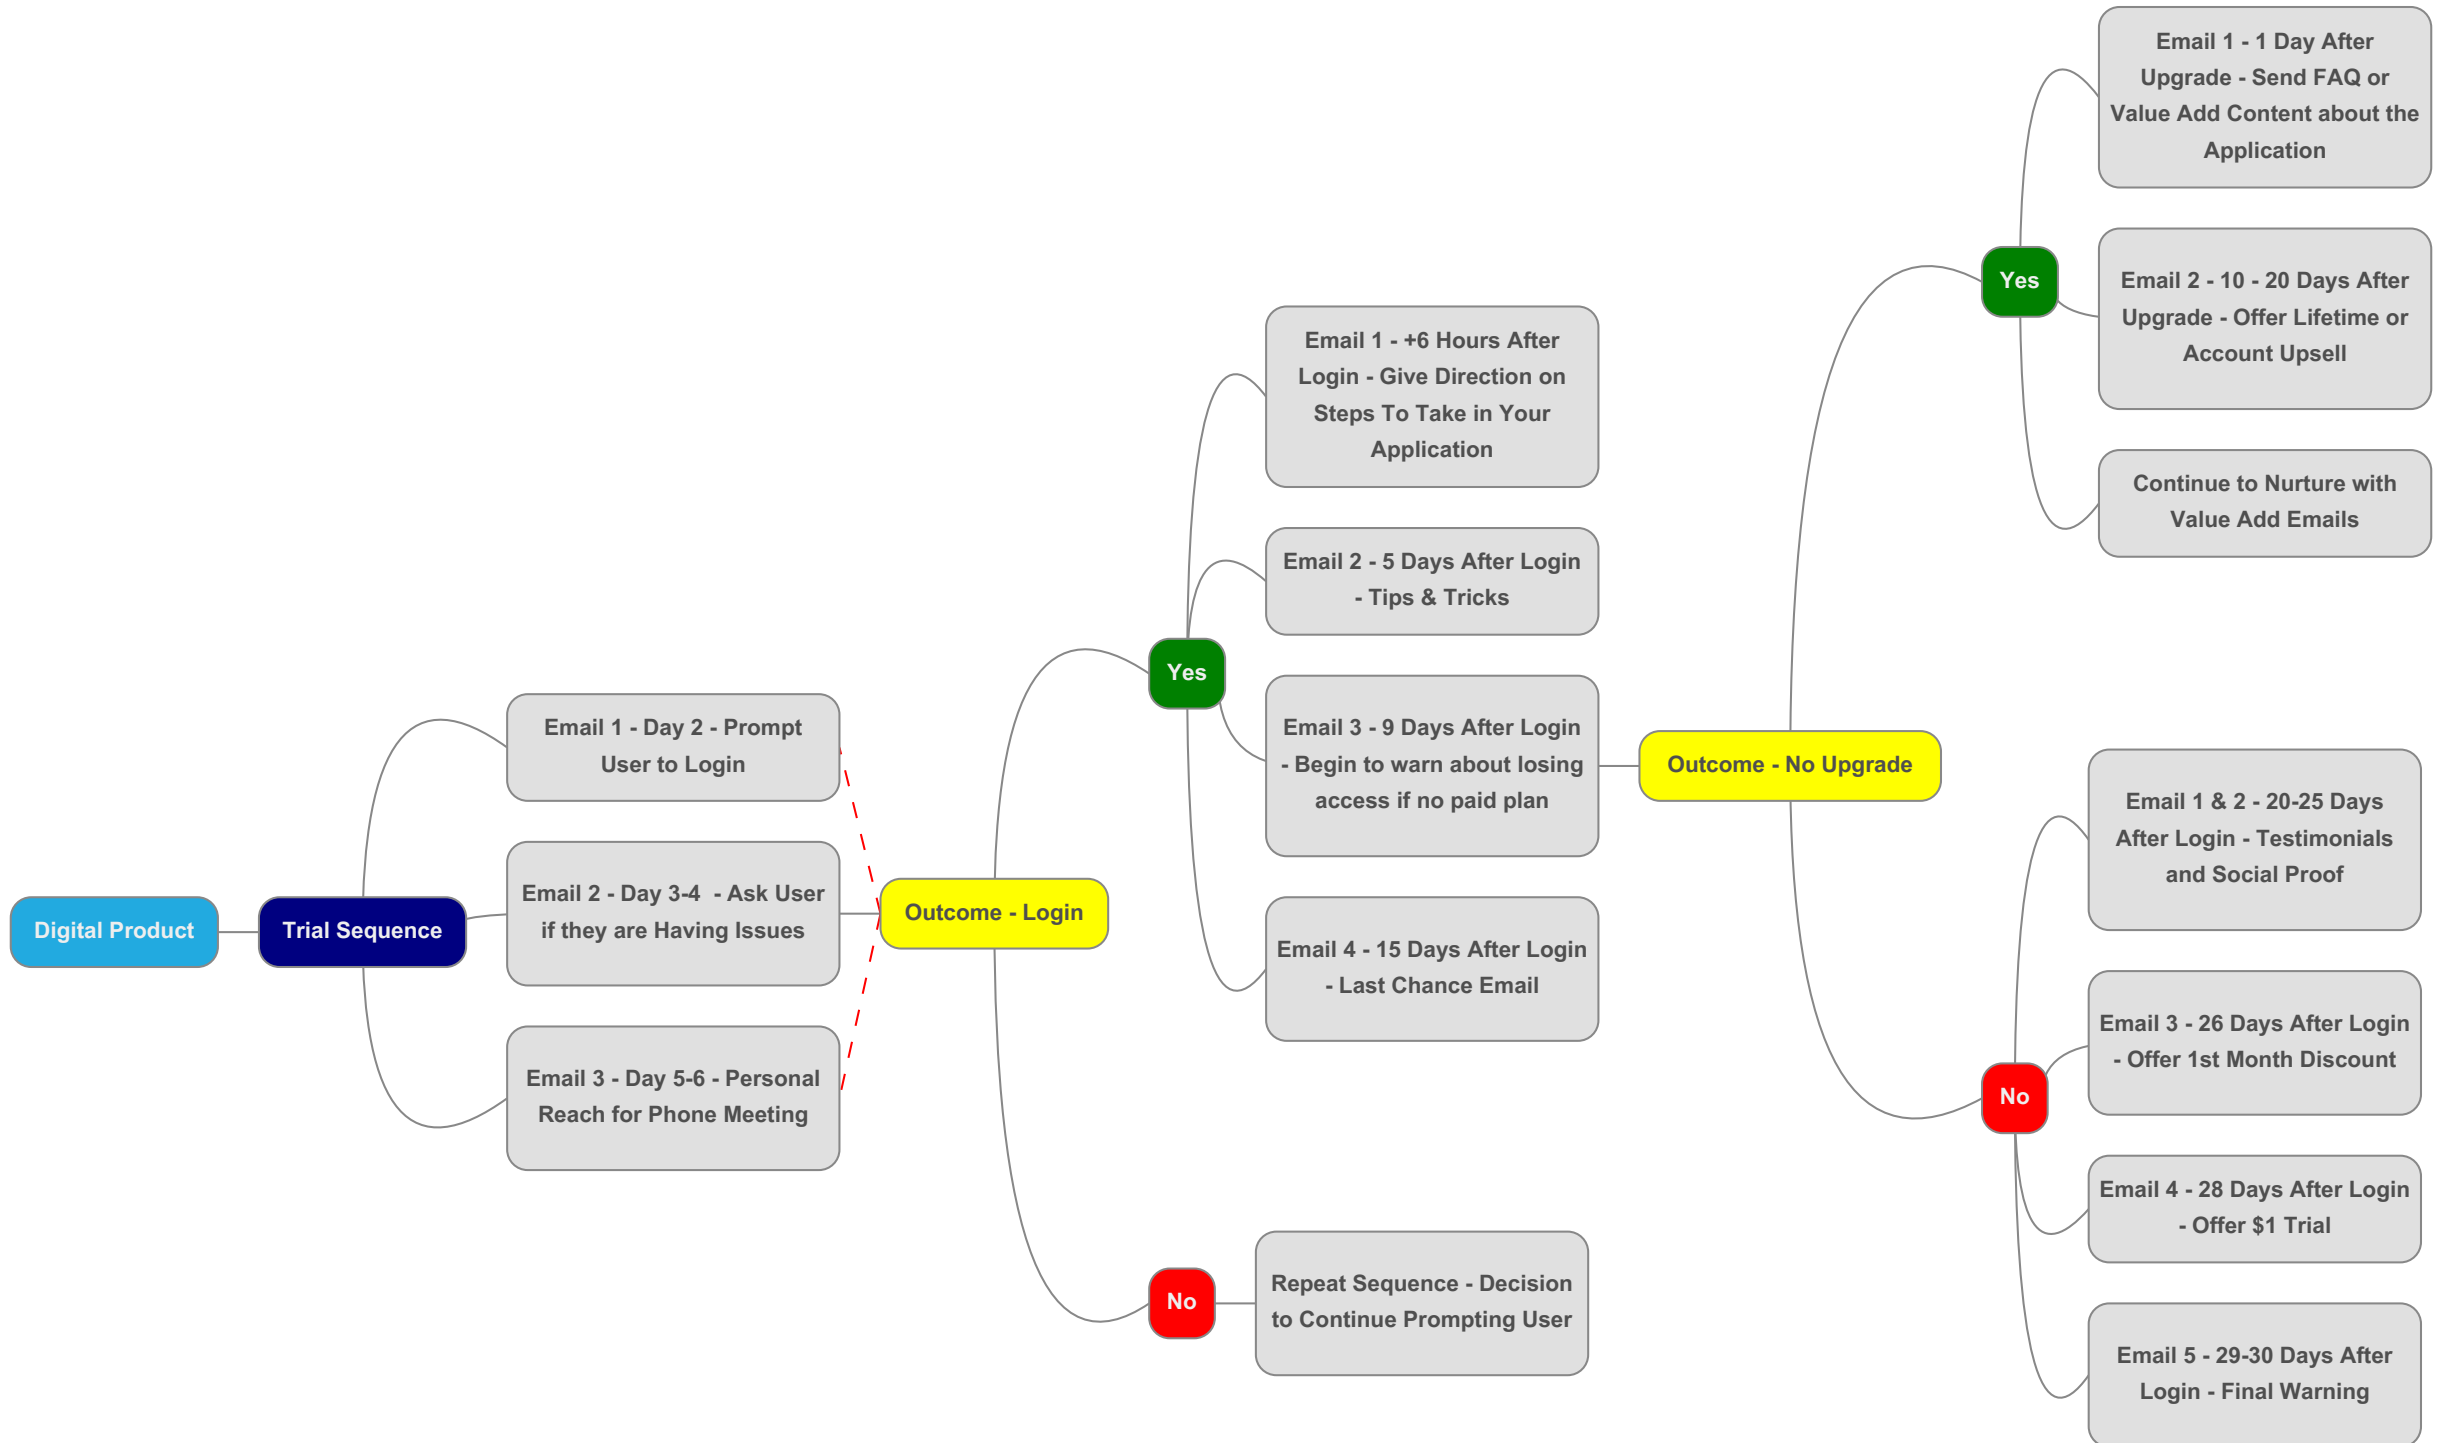 Digital Product
Trial Sequence
Email 1 - Day 2 - Prompt
User to Login
Email 2 - Day 3-4  - Ask User
if they are Having Issues
Email 3 - Day 5-6 - Personal
Reach for Phone Meeting
Outcome - Login
Yes
Email 1 - +6 Hours After
Login - Give Direction on
Steps To Take in Your
Application
Email 2 - 5 Days After Login
- Tips & Tricks
Email 3 - 9 Days After Login
- Begin to warn about losing
access if no paid plan
Email 4 - 15 Days After Login
- Last Chance Email
No
Repeat Sequence - Decision
to Continue Prompting User
Outcome - No Upgrade
Yes
Email 1 - 1 Day After
Upgrade - Send FAQ or
Value Add Content about the
Application
Email 2 - 10 - 20 Days After
Upgrade - Offer Lifetime or
Account Upsell
Continue to Nurture with
Value Add Emails
No
Email 1 & 2 - 20-25 Days
After Login - Testimonials
and Social Proof
Email 3 - 26 Days After Login
- Offer 1st Month Discount
Email 4 - 28 Days After Login
- Offer $1 Trial
Email 5 - 29-30 Days After
Login - Final Warning